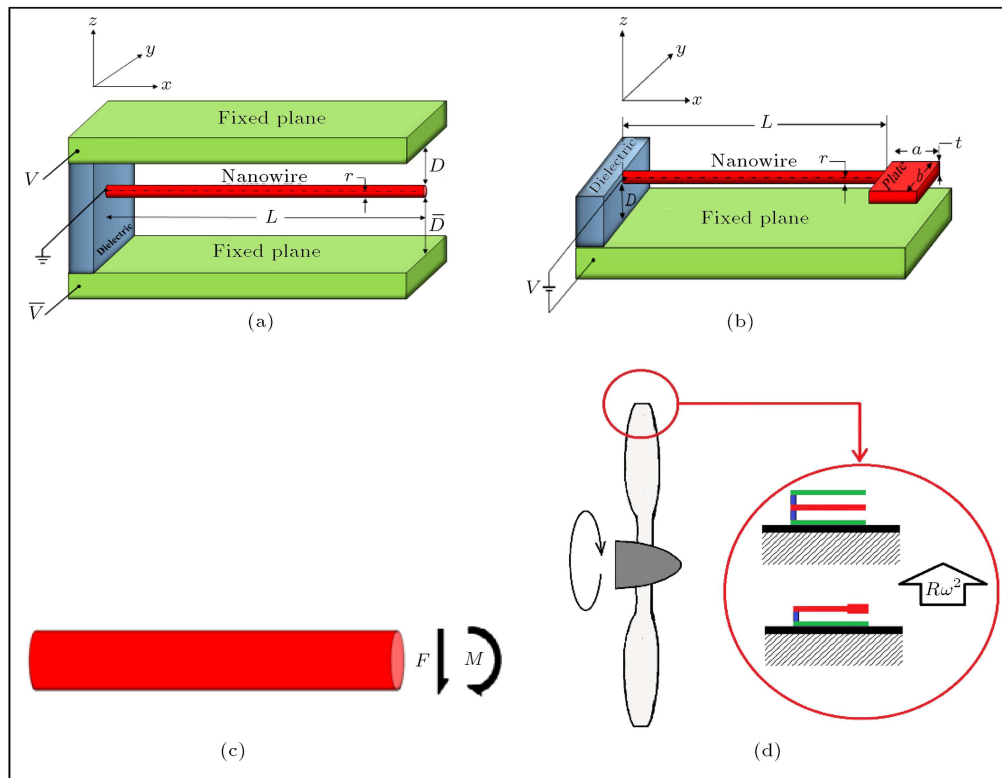 z
y
x
Fixed plane
V
D
Nanowire
r
L
D̅
Dielectric
Fixed plane
V̅
(a)
z
y
x
L
a
t
Dielectric
Nanowire
r
Plate
b
D
Fixed plane
V
(b)
F
M
(c)
Rω²
(d)